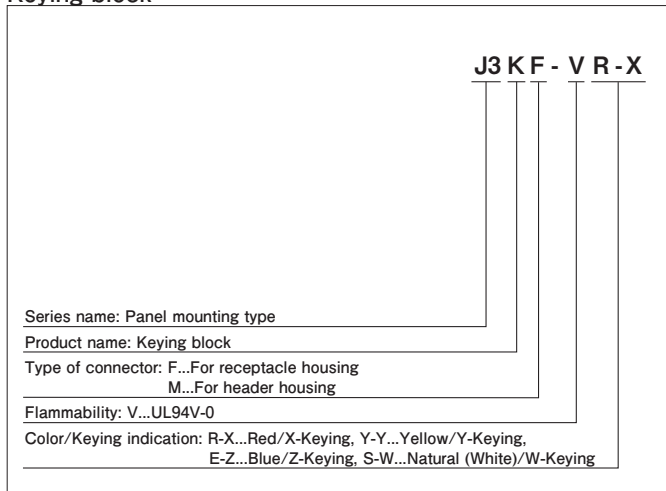 Keying block
J3 K F - V R - X
Series name: Panel mounting type
Product name: Keying block
Type of connector: F...For receptacle housing
M...For header housing
Flammability: V...UL94V-0
Color/Keying indication: R-X...Red/X-Keying, Y-Y...Yellow/Y-Keying,
E-Z...Blue/Z-Keying, S-W...Natural (White)/W-Keying